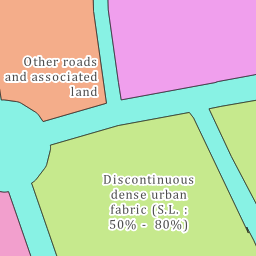 Other roads
and associated
land
Discontinuous
dense urban
fabric (S.L. :
50% - 80%)